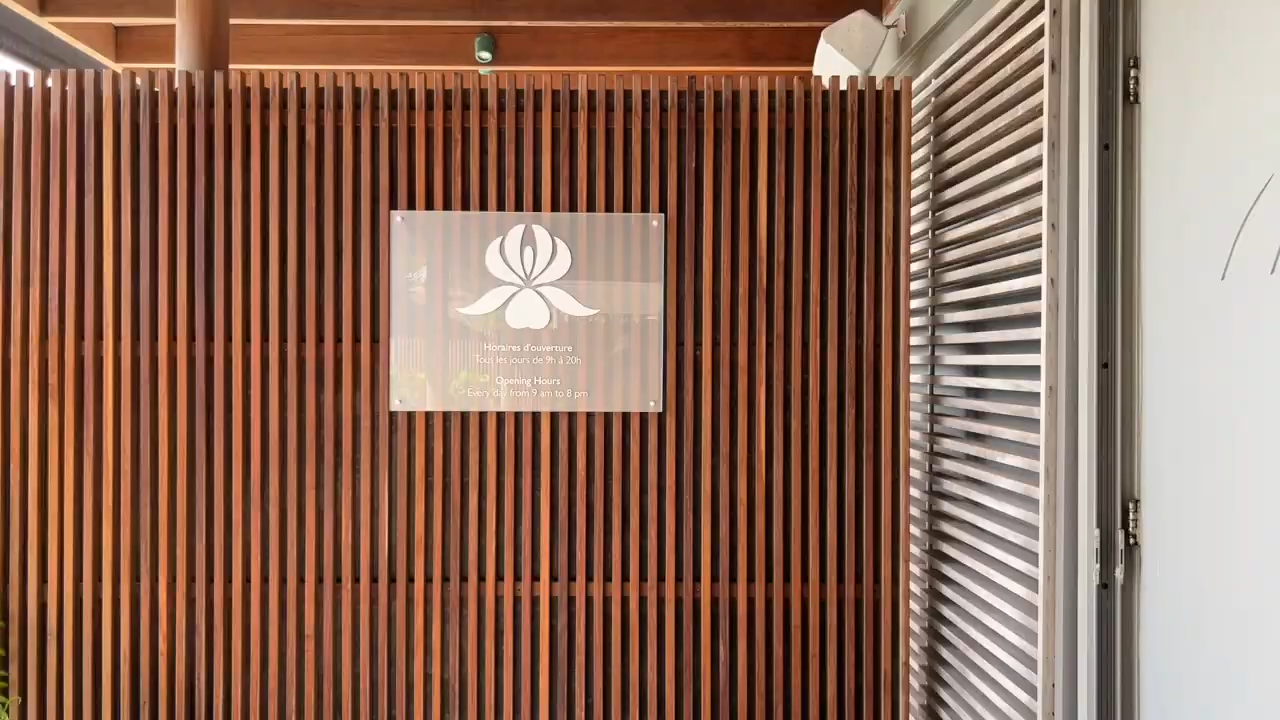 Horaires d'ouverture
Tous les jours de 9h à 20h
Opening Hours
Every day from 9 am to 8 pm